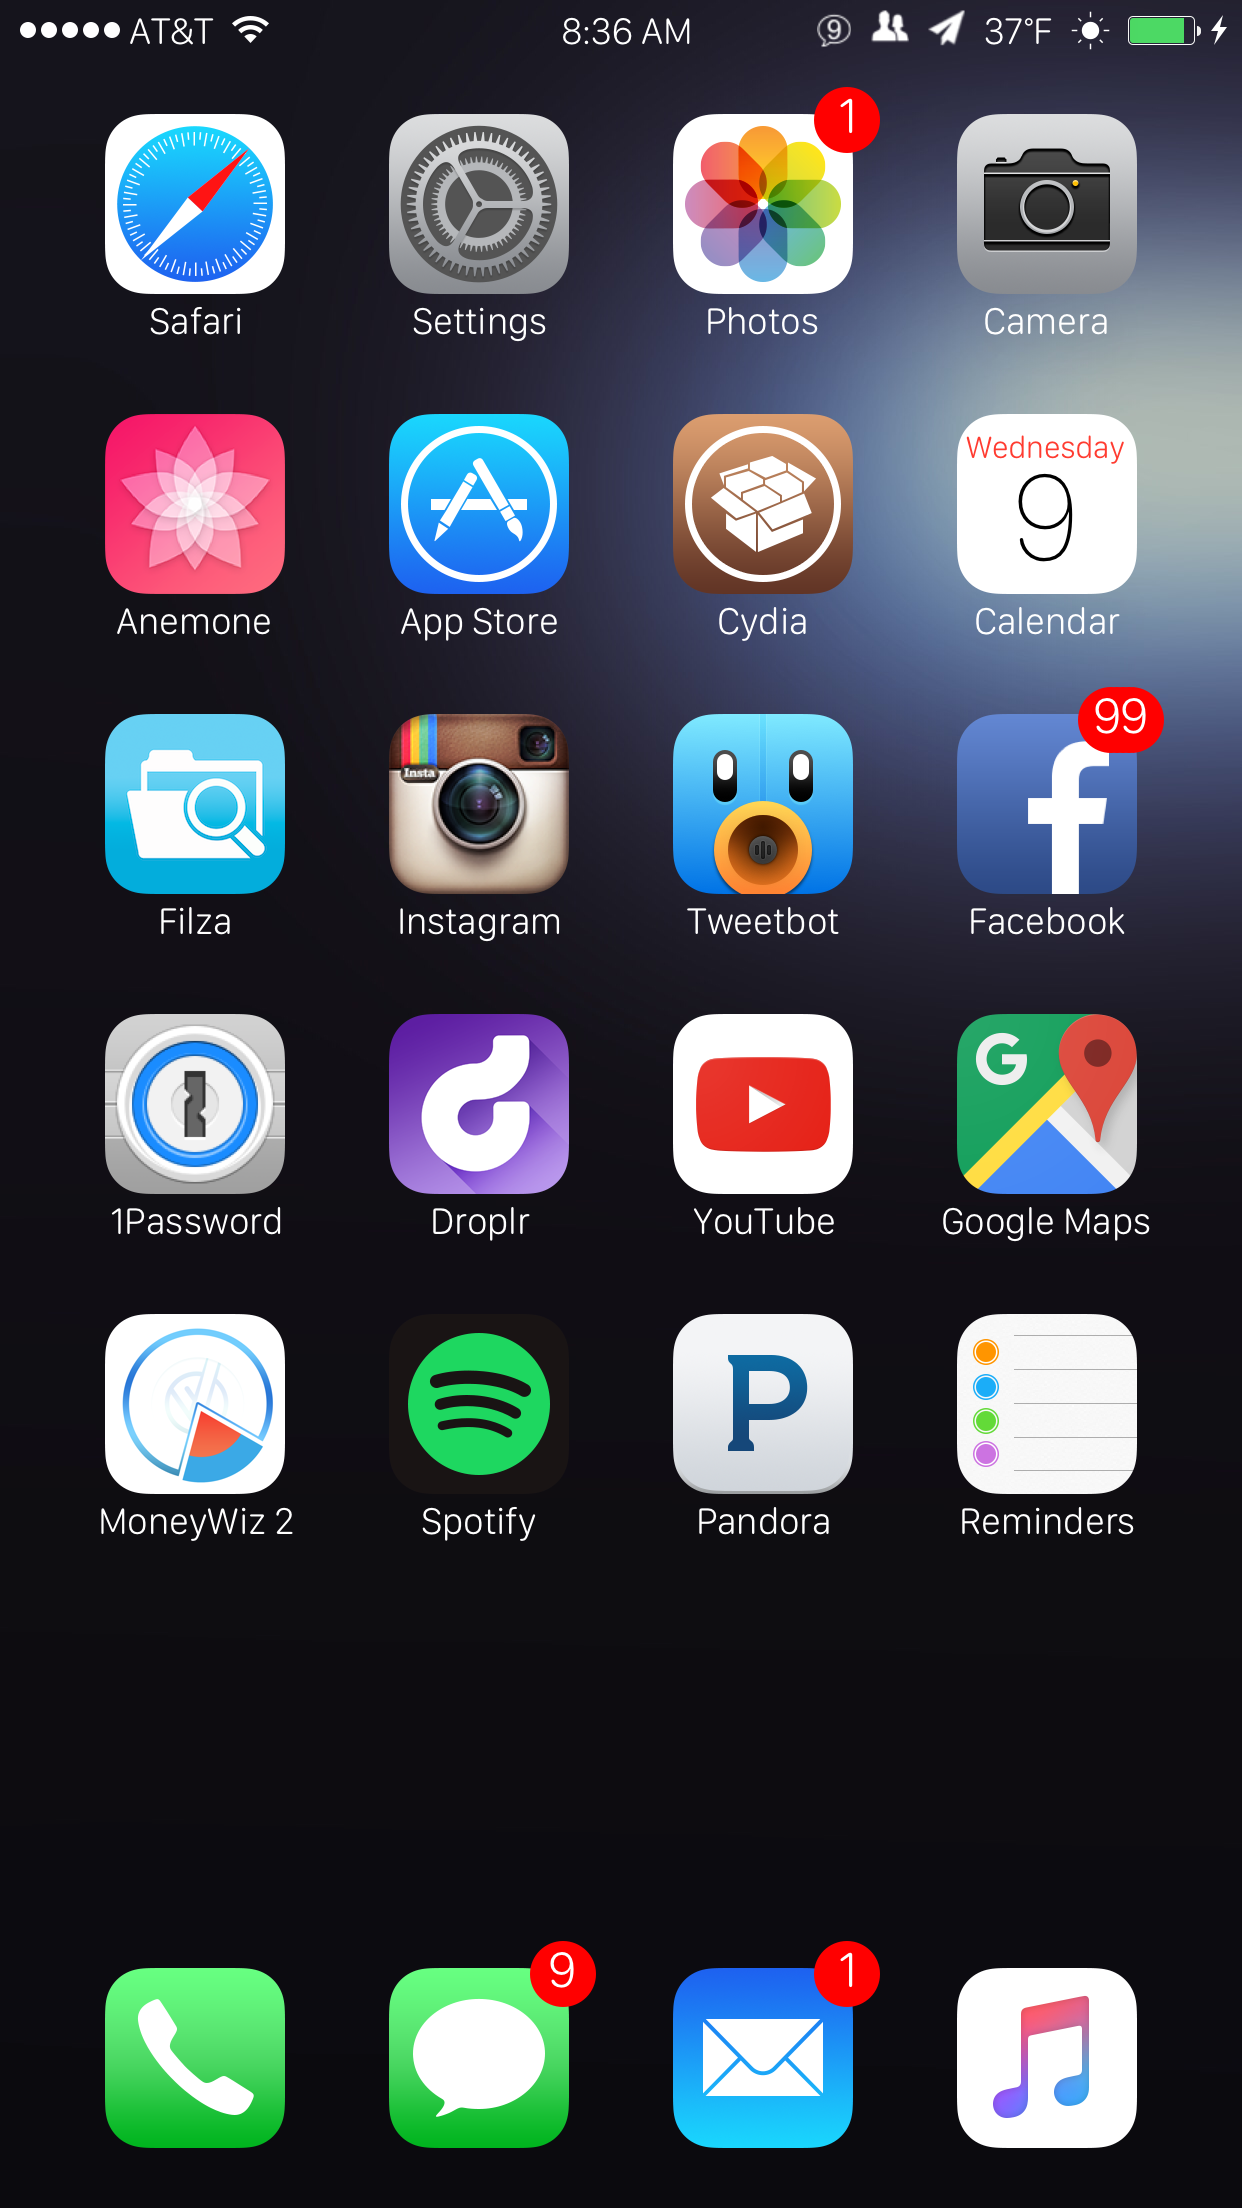 AT&T 8:36 AM 9 37°F
1
Safari Settings Photos Camera
Wednesday
9
Anemone App Store Cydia Calendar
99
Insta
Filza Instagram Tweetbot Facebook
G
1Password Droplr YouTube Google Maps
P
MoneyWiz 2 Spotify Pandora Reminders
9 1